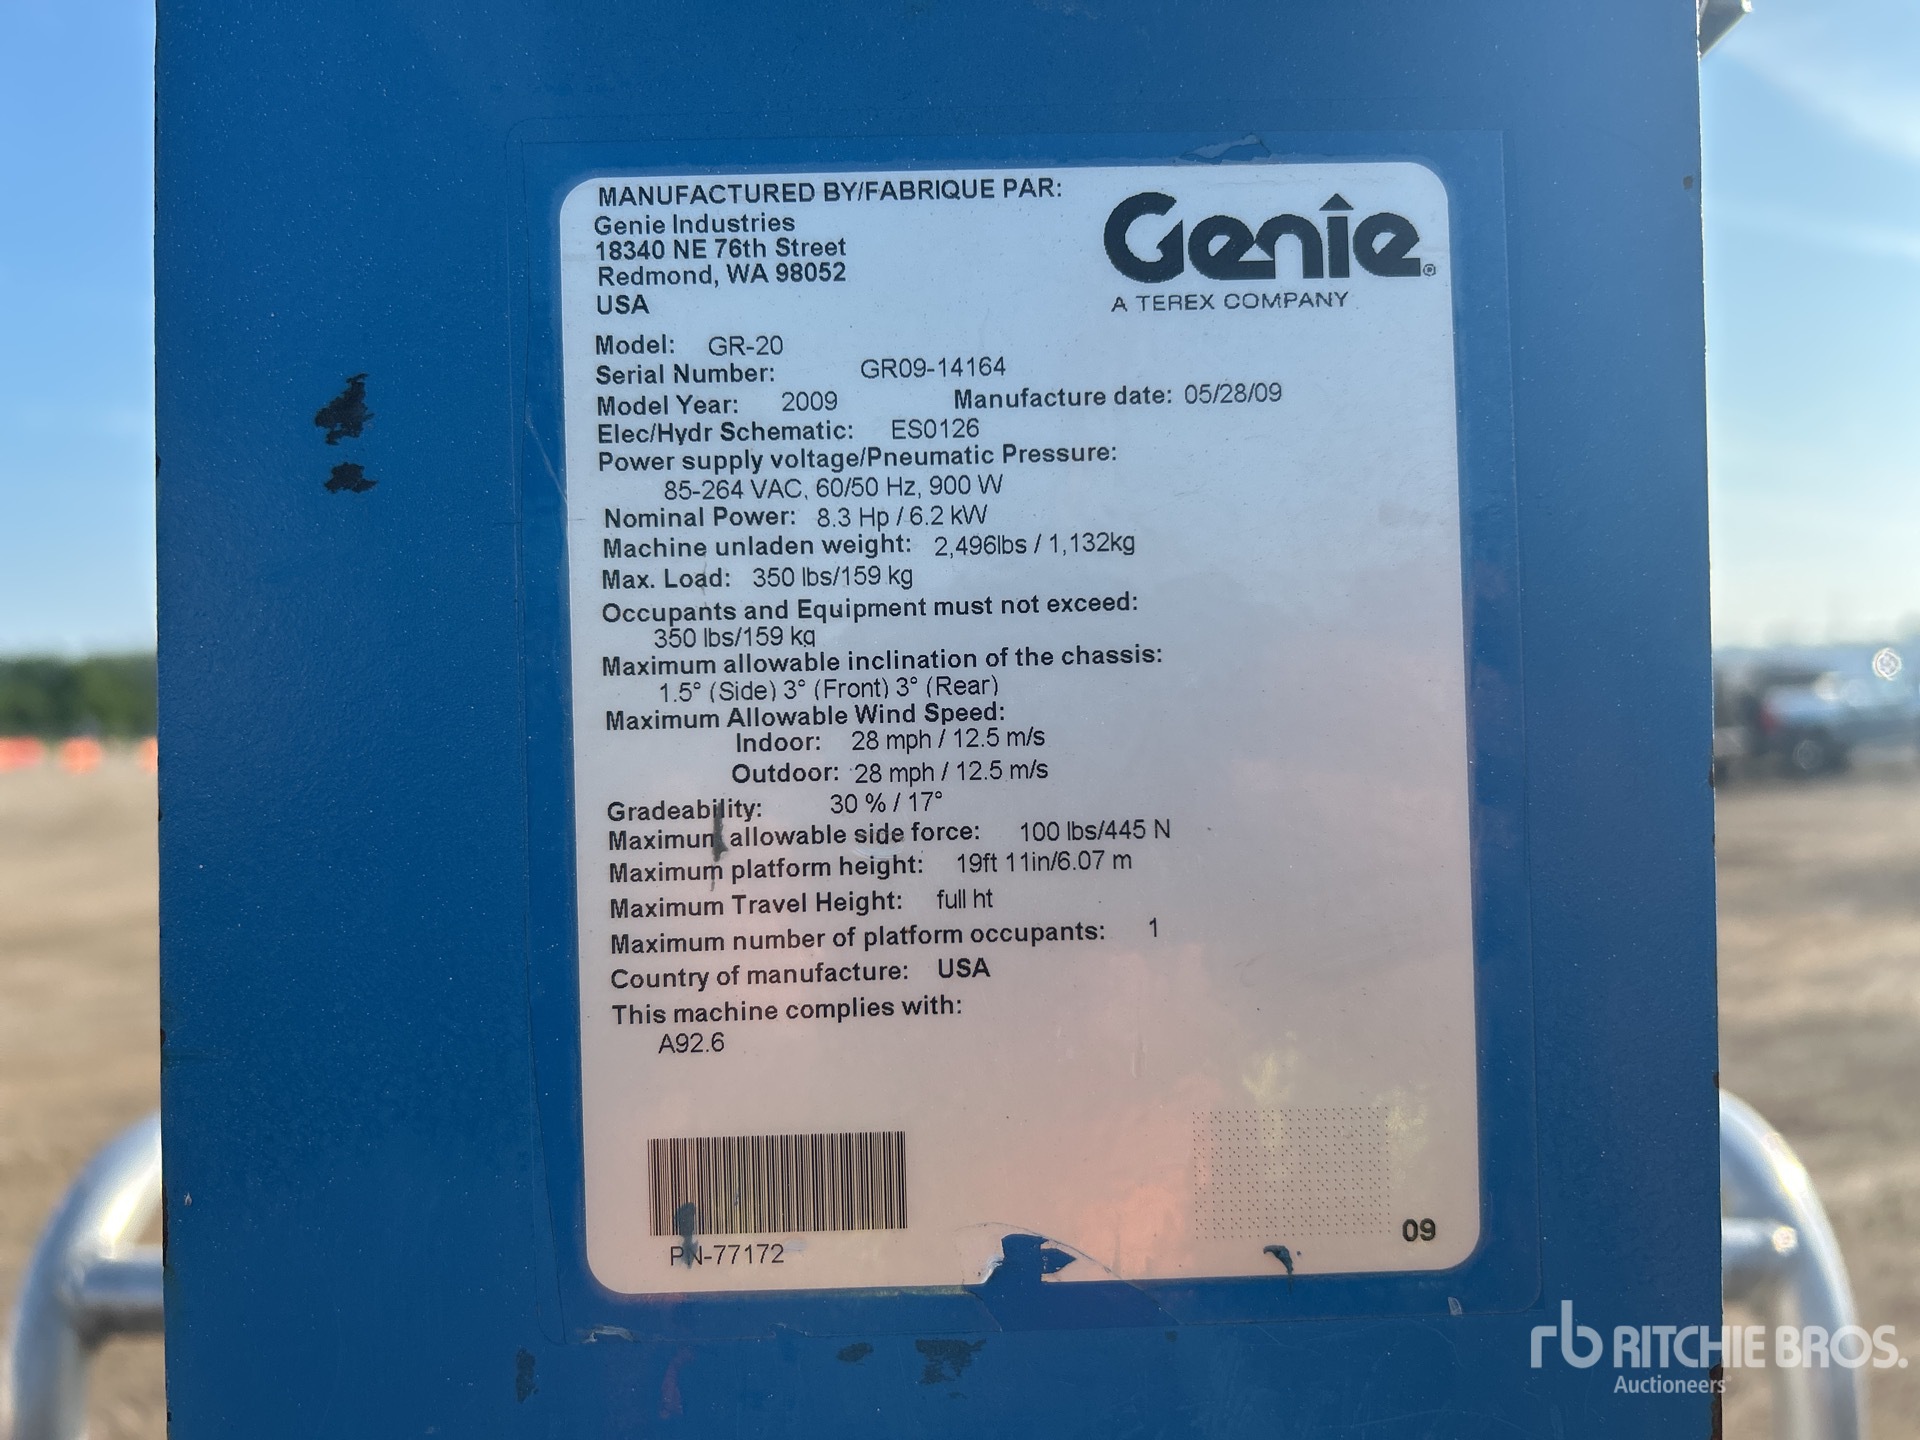 MANUFACTURED BY/FABRIQUE PAR:
Genie Industries
18340 NE 76th Street
Redmond, WA 98052
USA
Genie®
A TEREX COMPANY
Model: GR-20
Serial Number: GR09-14164
Model Year: 2009 Manufacture date: 05/28/09
Elec/Hydr Schematic: ES0126
Power supply voltage/Pneumatic Pressure:
85-264 VAC, 60/50 Hz, 900 W
Nominal Power: 8.3 Hp / 6.2 kW
Machine unladen weight: 2,496lbs / 1,132kg
Max. Load: 350 lbs/159 kg
Occupants and Equipment must not exceed:
350 lbs/159 kg
Maximum allowable inclination of the chassis:
1.5° (Side) 3° (Front) 3° (Rear)
Maximum Allowable Wind Speed:
Indoor: 28 mph / 12.5 m/s
Outdoor: 28 mph / 12.5 m/s
Gradeability: 30 % / 17°
Maximum allowable side force: 100 lbs/445 N
Maximum platform height: 19ft 11in/6.07 m
Maximum Travel Height: full ht
Maximum number of platform occupants: 1
Country of manufacture: USA
This machine complies with:
A92.6
PN-77172
09
rb RITCHIE BROS.
Auctioneers